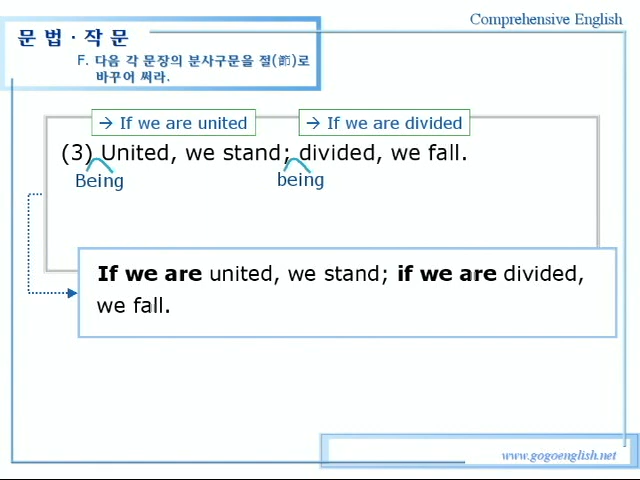 Comprehensive English
문 법 · 작 문
F. 다음 각 문장의 분사구문을 절(節)로
바꾸어 써라.
→ If we are united → If we are divided
(3) United, we stand; divided, we fall.
Being being
If we are united, we stand; if we are divided,
we fall.
www.gogoenglish.net